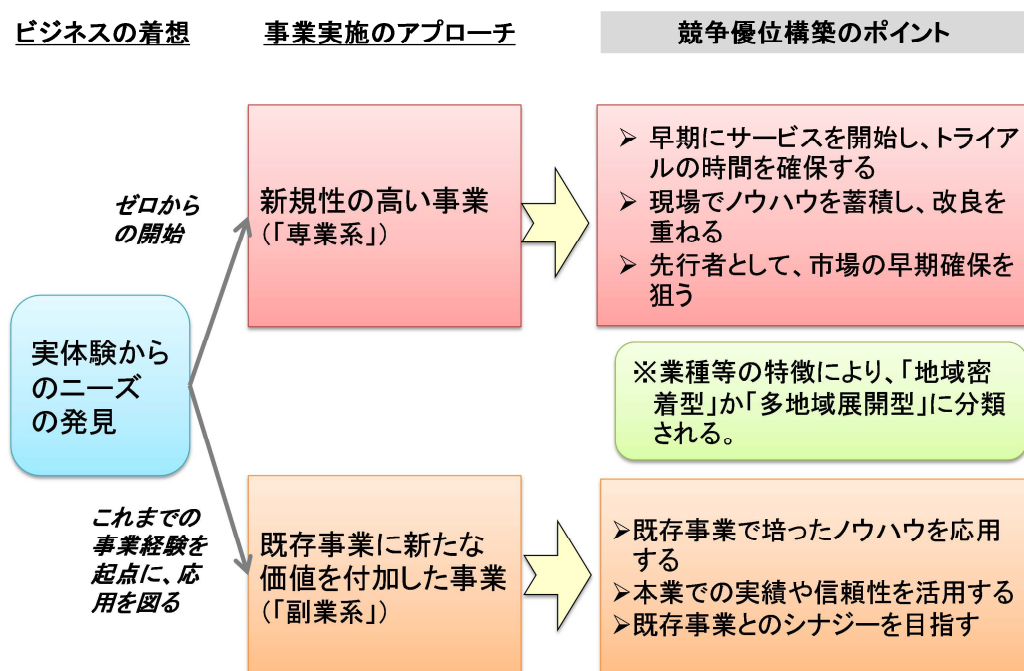 ビジネスの着想
事業実施のアプローチ
競争優位構築のポイント
ゼロから
の開始
新規性の高い事業
（「専業系」）
➢ 早期にサービスを開始し、トライア
ルの時間を確保する
➢ 現場でノウハウを蓄積し、改良を
重ねる
➢ 先行者として、市場の早期確保を
狙う
実体験から
のニーズ
の発見
※業種等の特徴により、「地域密
着型」か「多地域展開型」に分類
される。
これまでの
事業経験を
起点に、応
用を図る
既存事業に新たな
価値を付加した事業
（「副業系」）
➢既存事業で培ったノウハウを応用
する
➢本業での実績や信頼性を活用する
➢既存事業とのシナジーを目指す